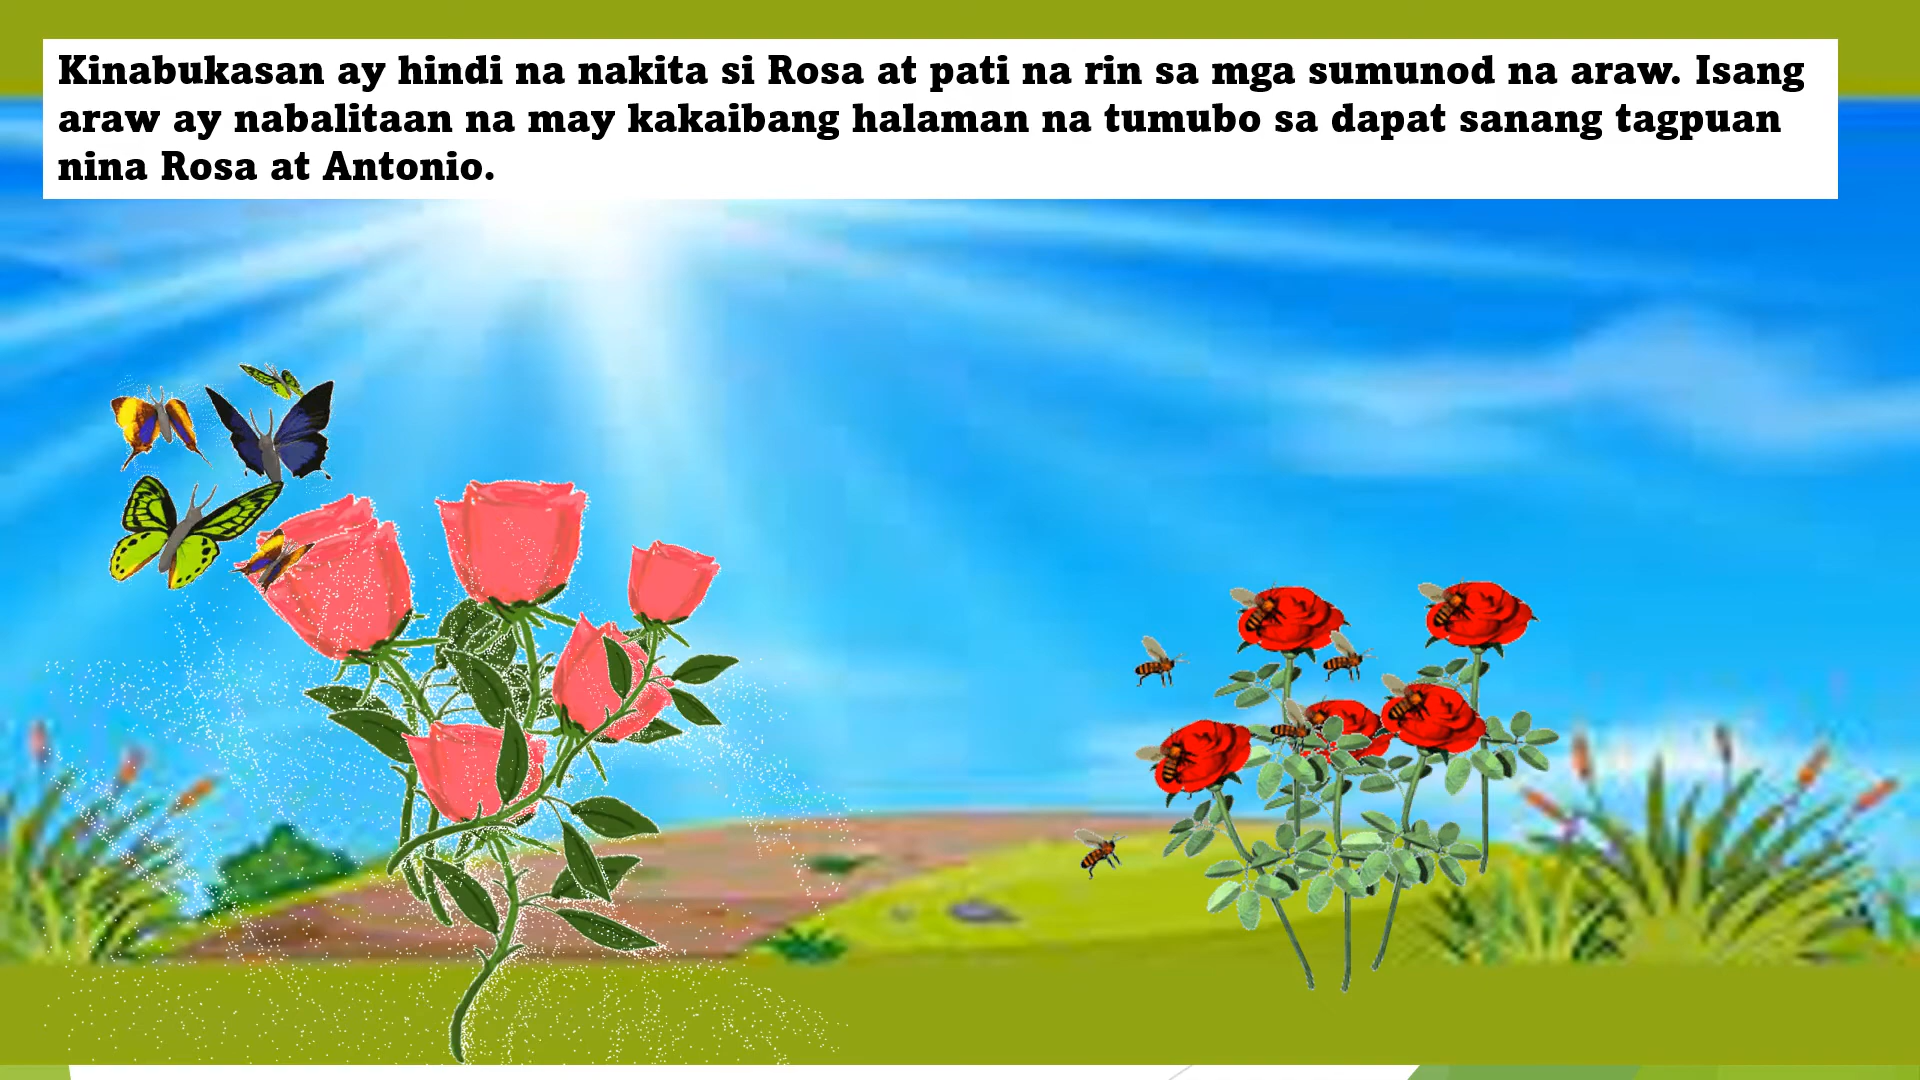 Kinabukasan ay hindi na nakita si Rosa at pati na rin sa mga sumunod na araw. Isang
araw ay nabalitaan na may kakaibang halaman na tumubo sa dapat sanang tagpuan
nina Rosa at Antonio.